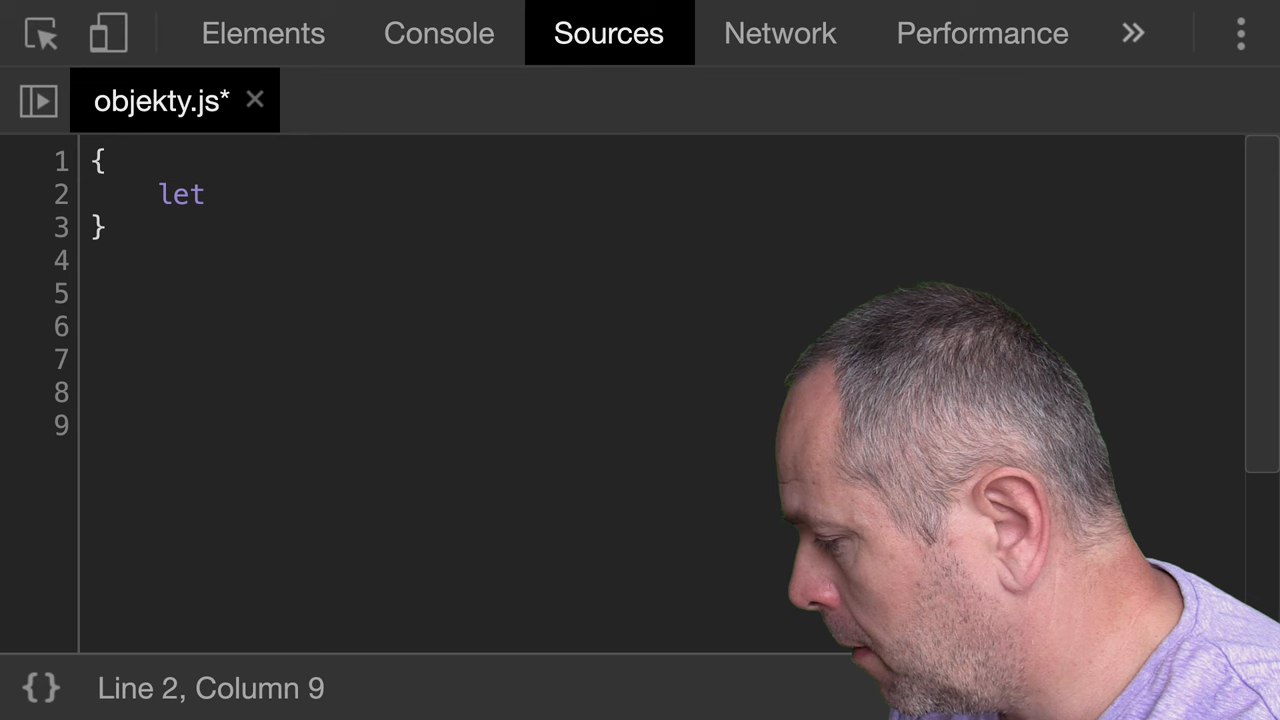 Elements Console Sources Network Performance
objekty.js*
1 {
2 let
3 }
4
5
6
7
8
9
{} Line 2, Column 9